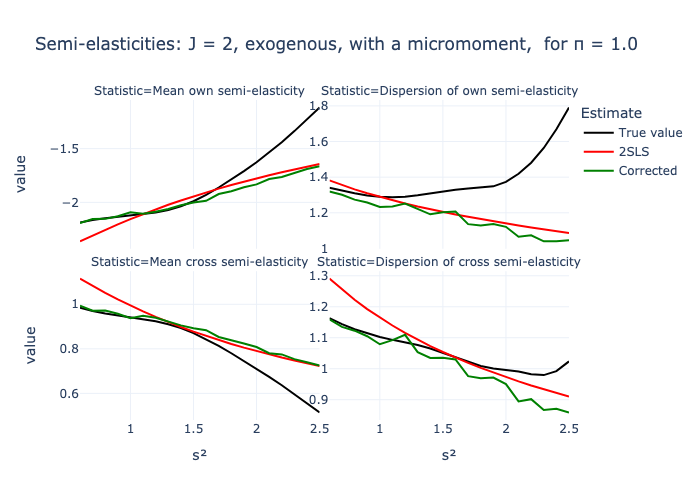 Semi-elasticities: J = 2, exogenous, with a micromoment,  for π = 1.0
Statistic=Mean own semi-elasticity
Statistic=Dispersion of own semi-elasticity
Estimate
True value
2SLS
Corrected
value
−1.5
−2
1.8
1.6
1.4
1.2
1
Statistic=Mean cross semi-elasticity
Statistic=Dispersion of cross semi-elasticity
value
1
0.8
0.6
1.3
1.2
1.1
1
0.9
1
1.5
2
2.5
1
1.5
2
2.5
s²
s²